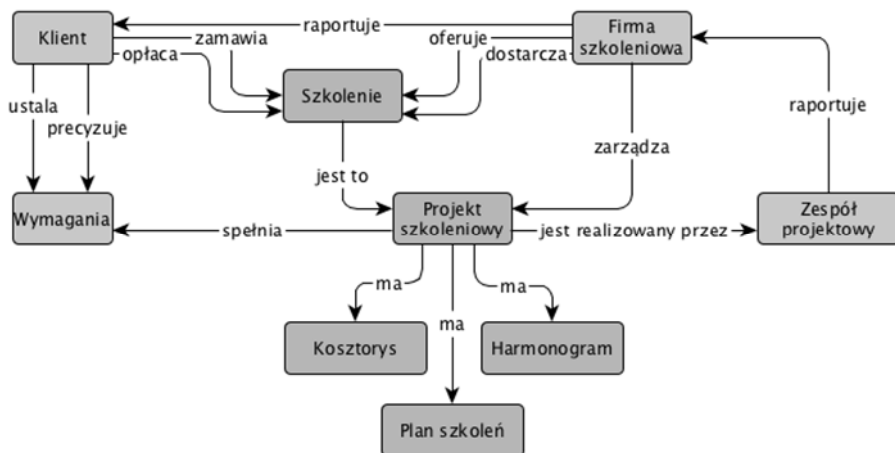 Klient
zamawia
opłaca
raportuje
oferuje
dostarcza
Firma
szkoleniowa
Szkolenie
ustala
precyzuje
jest to
zarządza
raportuje
Wymagania
spełnia
Projekt
szkoleniowy
jest realizowany przez
Zespół
projektowy
ma
ma
ma
Kosztorys
Harmonogram
Plan szkoleń